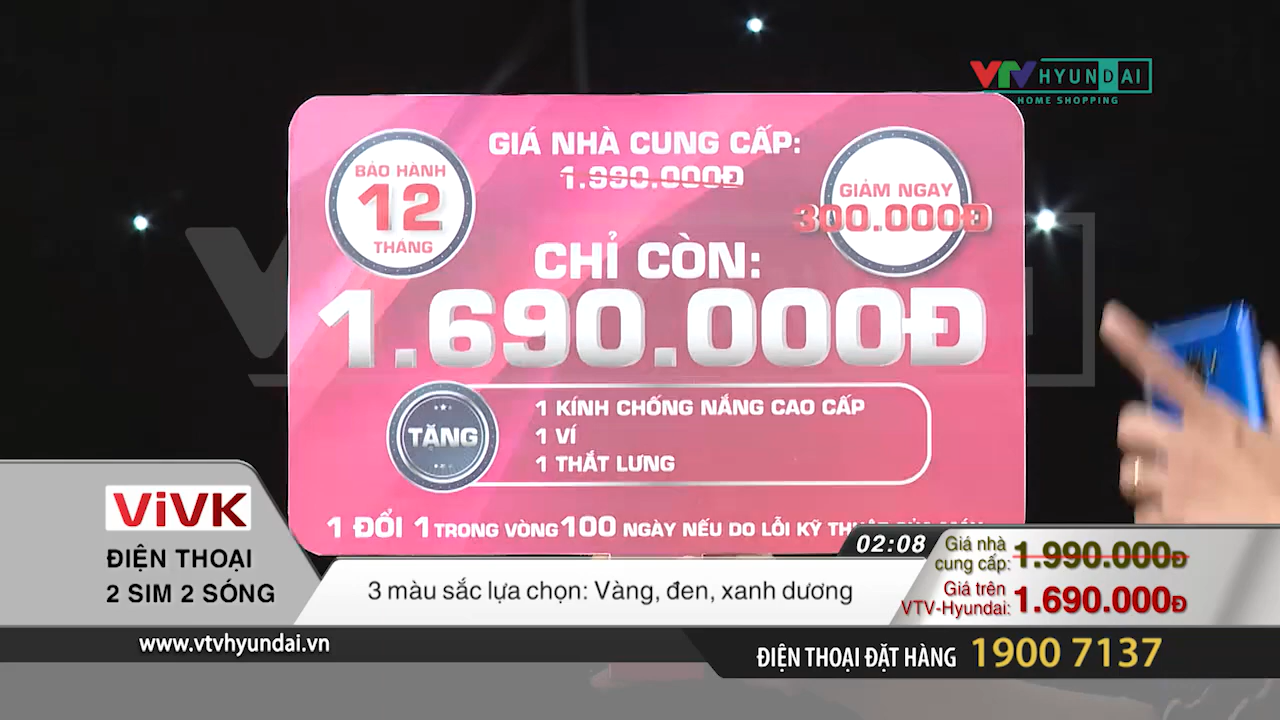 VTV HYUNDAI
HOME SHOPPING
GIÁ NHÀ CUNG CẤP:
1.990.000Đ
BẢO HÀNH
12
THÁNG
GIẢM NGAY
300.000Đ
CHỈ CÒN:
1.690.000Đ
TẶNG
1 KÍNH CHỐNG NẮNG CAO CẤP
1 VÍ
1 THẮT LƯNG
1 ĐỔI 1 TRONG VÒNG 100 NGÀY NẾU DO LỖI KỸ
ViVK
ĐIỆN THOẠI
2 SIM 2 SÓNG
3 màu sắc lựa chọn: Vàng, đen, xanh dương
02:08
Giá nhà
cung cấp: 1.990.000Đ
Giá trên
VTV-Hyundai: 1.690.000Đ
www.vtvhyundai.vn
ĐIỆN THOẠI ĐẶT HÀNG 1900 7137